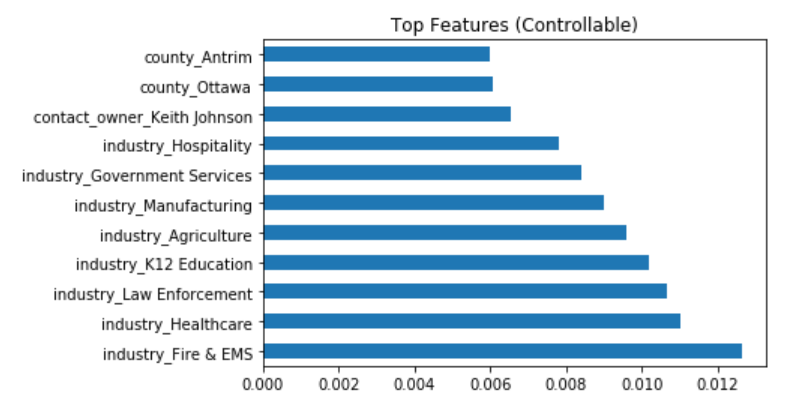 Top Features (Controllable)
county_Antrim
county_Ottawa
contact_owner_Keith Johnson
industry_Hospitality
industry_Government Services
industry_Manufacturing
industry_Agriculture
industry_K12 Education
industry_Law Enforcement
industry_Healthcare
industry_Fire & EMS
0.000 0.002 0.004 0.006 0.008 0.010 0.012